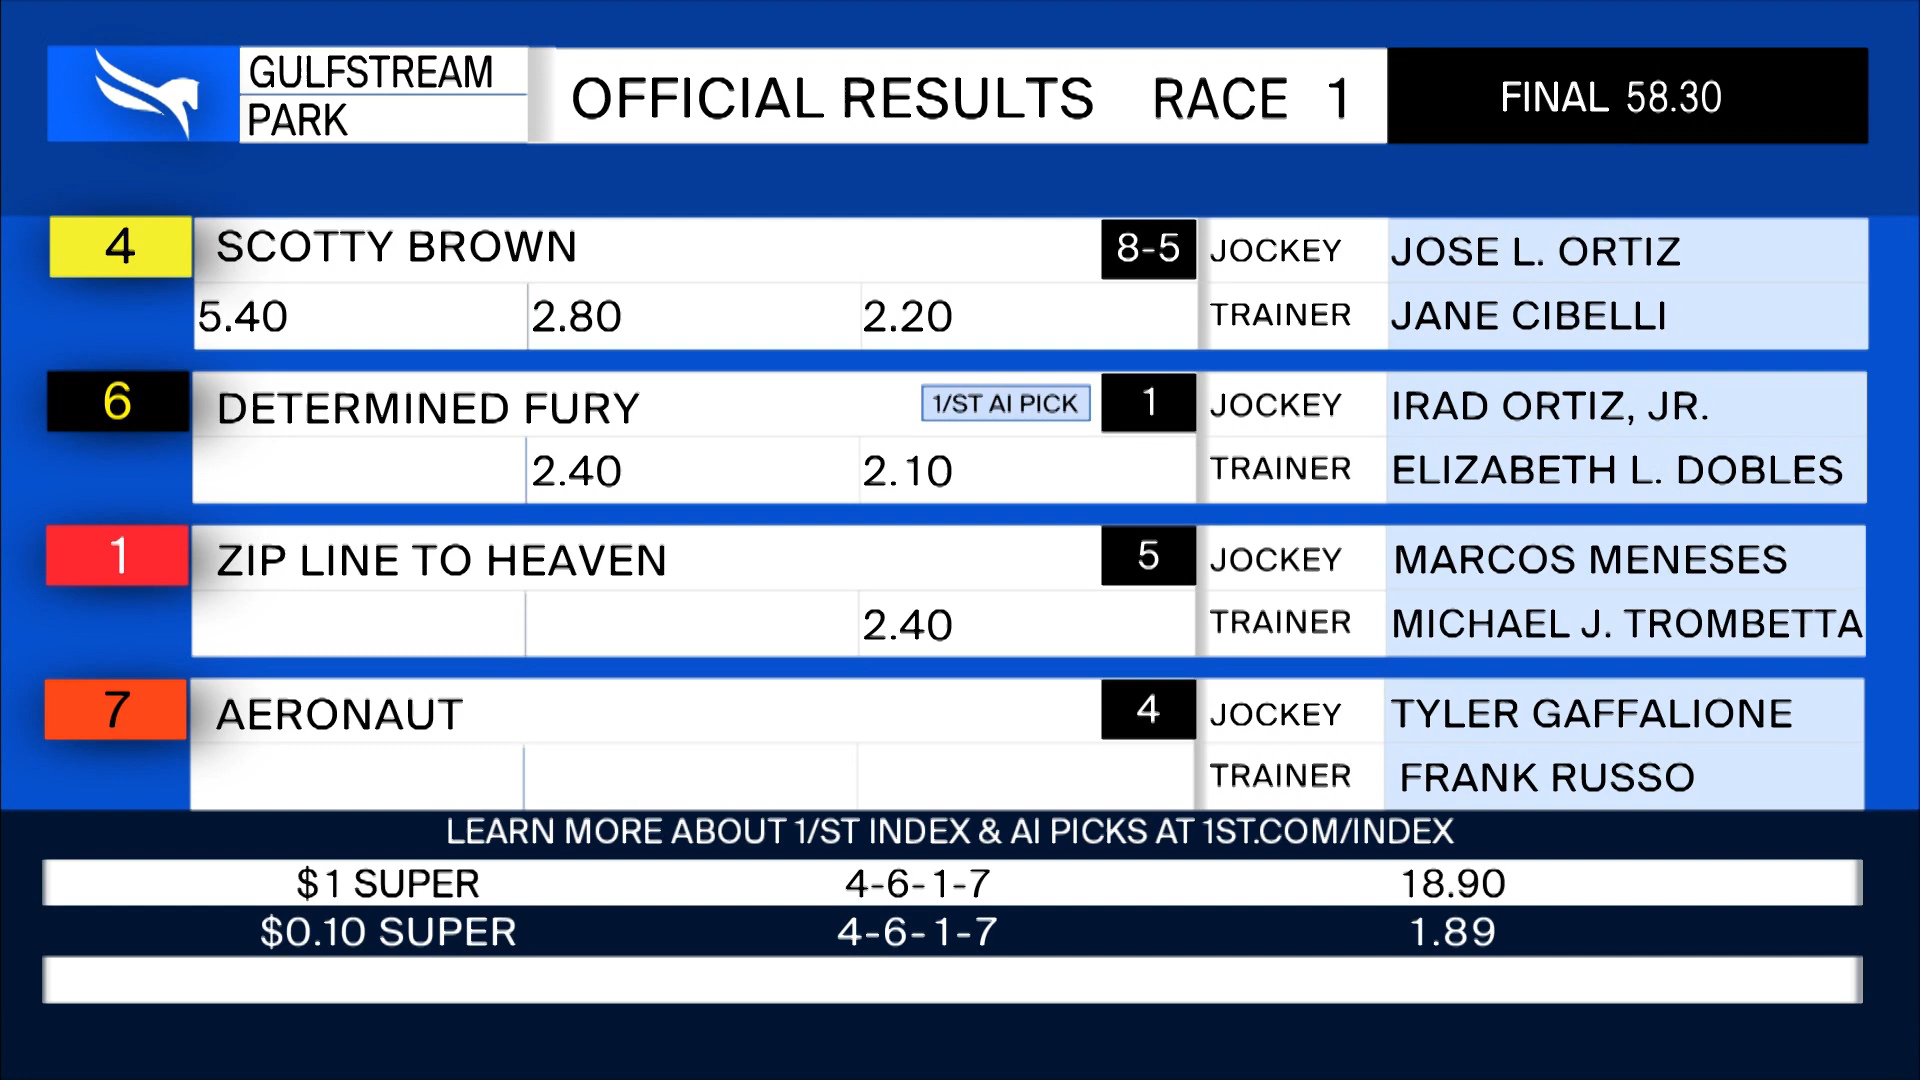 GULFSTREAM
PARK
OFFICIAL RESULTS RACE 1
FINAL 58.30
4 SCOTTY BROWN 8-5 JOCKEY JOSE L. ORTIZ
5.40 2.80 2.20 TRAINER JANE CIBELLI
6 DETERMINED FURY 1/ST AI PICK 1 JOCKEY IRAD ORTIZ, JR.
2.40 2.10 TRAINER ELIZABETH L. DOBLES
1 ZIP LINE TO HEAVEN 5 JOCKEY MARCOS MENESES
2.40 TRAINER MICHAEL J. TROMBETTA
7 AERONAUT 4 JOCKEY TYLER GAFFALIONE
TRAINER FRANK RUSSO
LEARN MORE ABOUT 1/ST INDEX & AI PICKS AT 1ST.COM/INDEX
$1 SUPER 4-6-1-7 18.90
$0.10 SUPER 4-6-1-7 1.89